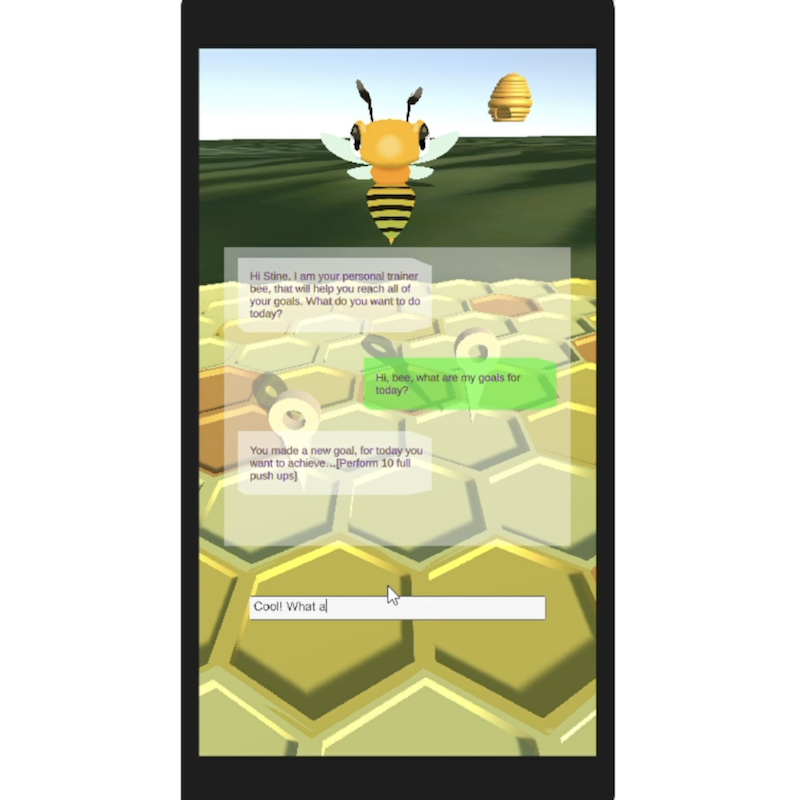 Hi Stine, I am your personal trainer
bee, that will help you reach all of
your goals. What do you want to do
today?
Hi, bee, what are my goals for
today?
You made a new goal, for today you
want to achieve...[Perform 10 full
push ups]
Cool! What a